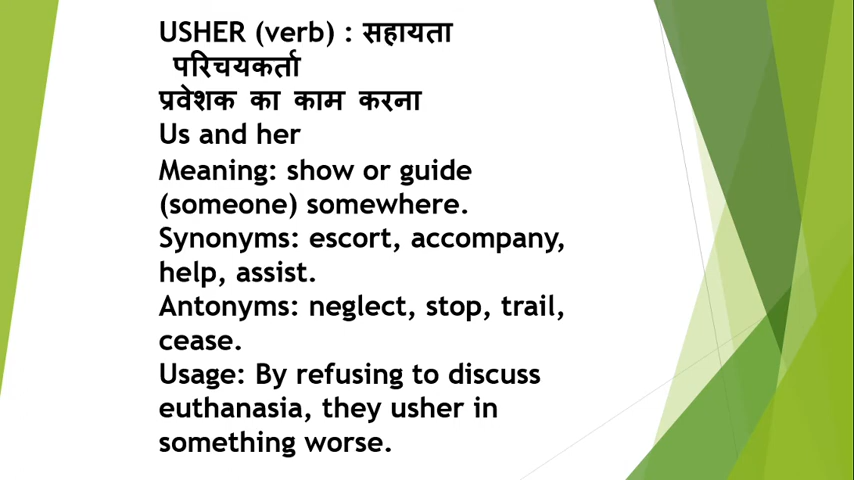 USHER (verb) : सहायता
परिचयकर्ता
प्रवेशक का काम करना
Us and her
Meaning: show or guide
(someone) somewhere.
Synonyms: escort, accompany,
help, assist.
Antonyms: neglect, stop, trail,
cease.
Usage: By refusing to discuss
euthanasia, they usher in
something worse.